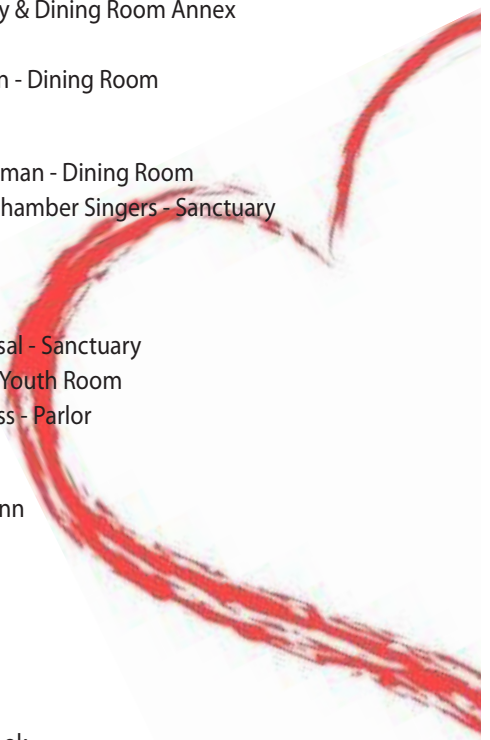 y & Dining Room Annex
n - Dining Room
man - Dining Room
hamber Singers - Sanctuary
sal - Sanctuary
Youth Room
ss - Parlor
nn